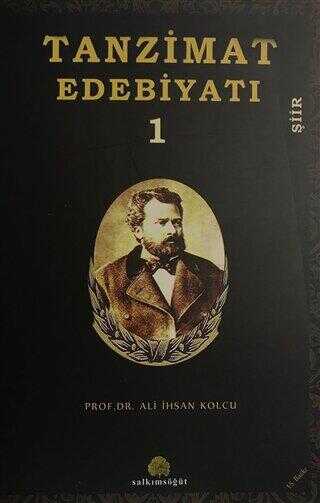 TANZİMAT
EDEBİYATI
1
ŞİİR
PROF.DR. ALİ İHSAN KOLCU
salkımsöğüt